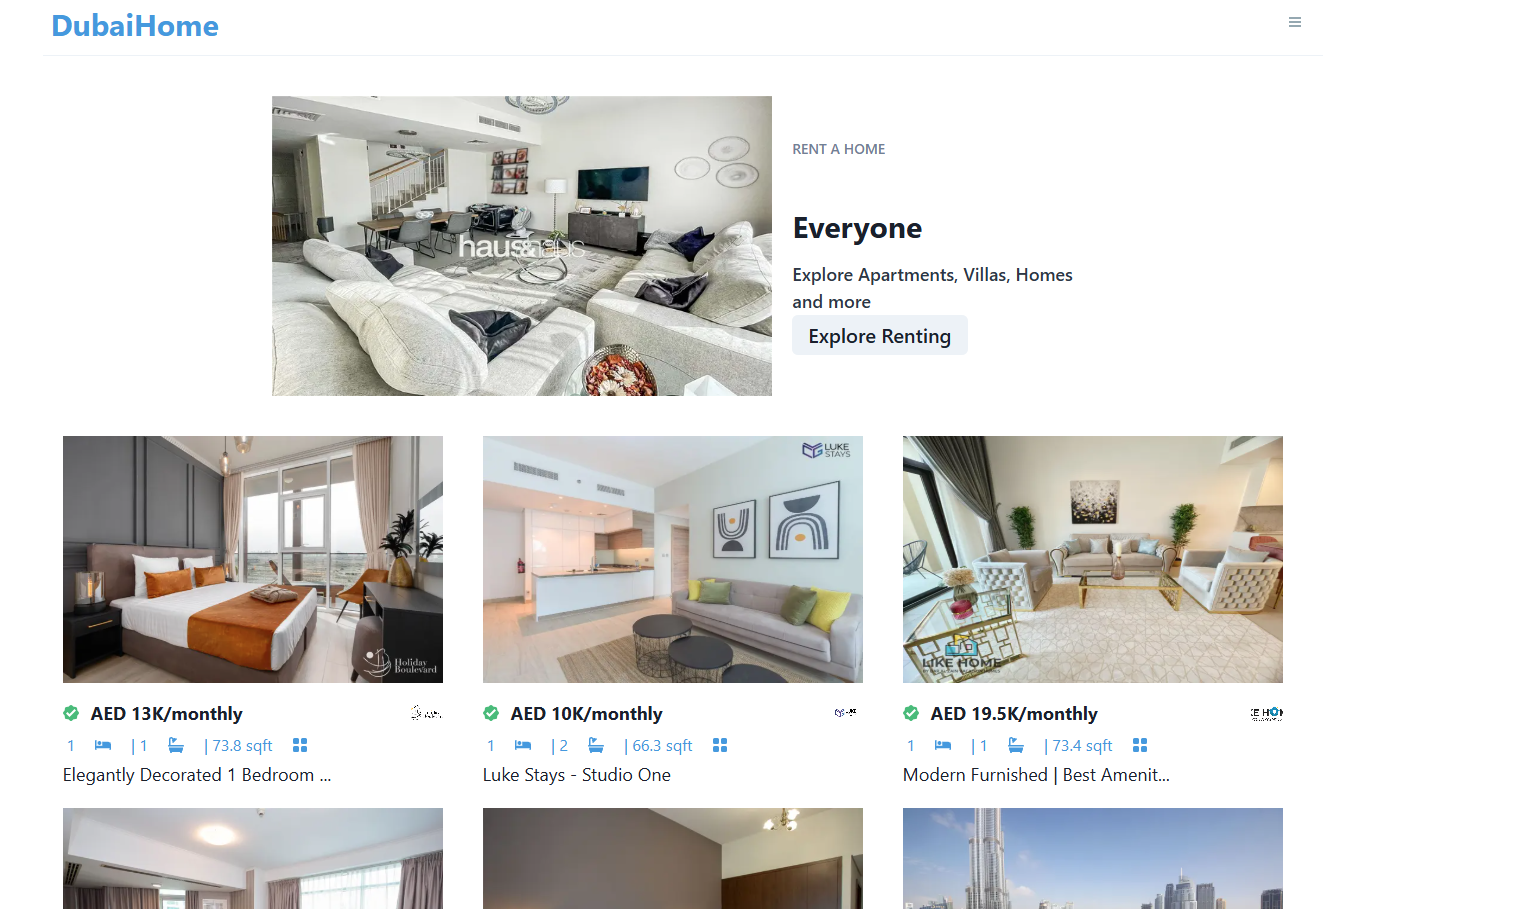 DubaiHome
RENT A HOME
Everyone
Explore Apartments, Villas, Homes
and more
Explore Renting
haus&haus
LUKE
STAYS
Holiday
Boulevard
LIKE HOME
AED 13K/monthly
1 | 1 | 73.8 sqft
Elegantly Decorated 1 Bedroom ...
AED 10K/monthly
1 | 2 | 66.3 sqft
Luke Stays - Studio One
AED 19.5K/monthly
1 | 1 | 73.4 sqft
Modern Furnished | Best Amenit...